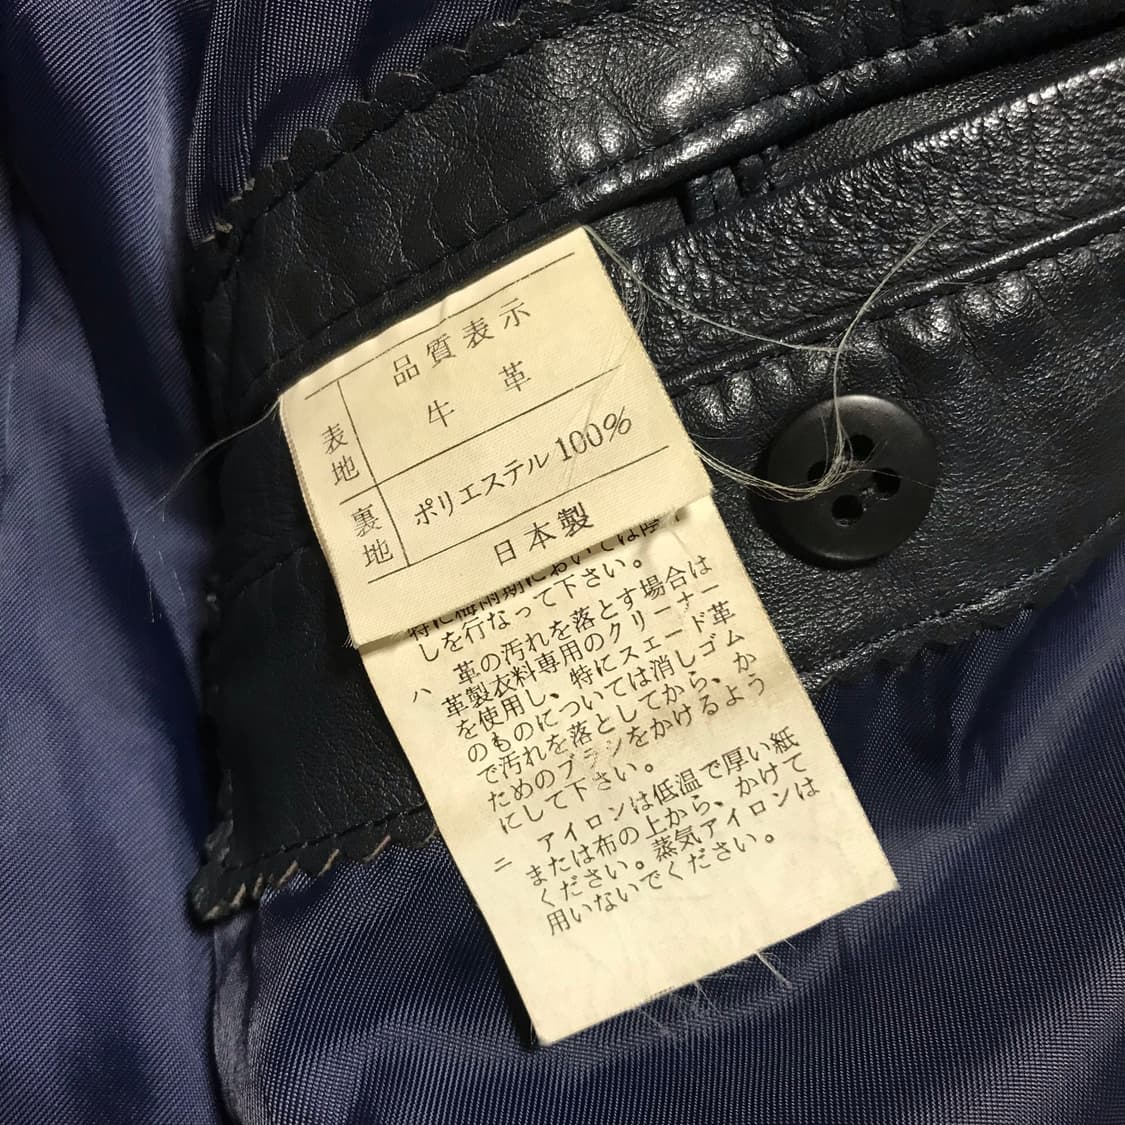 品質表示
表地 牛革
裏地 ポリエステル100%
日本製
特に梅雨期においては陰干
しを行なって下さい。
ハ 革の汚れを落とす場合は
革製衣料専用のクリーナー
を使用し、特にスエード革
のものについては消しゴム
で汚れを落としてから、か
ためのブラシをかけるよう
にして下さい。
ニ アイロンは低温で厚い紙
または布の上から、かけて
ください。蒸気アイロンは
用いないでください。